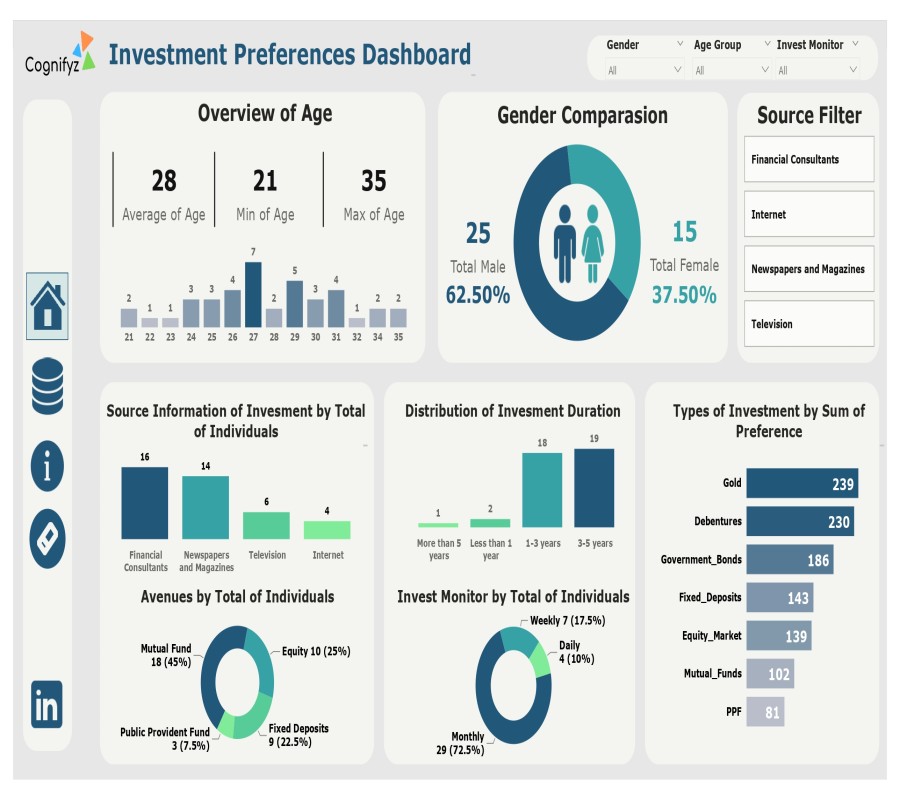 Cognifyz
Investment Preferences Dashboard
Gender
Age Group
Invest Monitor
All
All
All
Overview of Age
28
21
35
Average of Age
Min of Age
Max of Age
2
1
1
3
3
4
7
2
5
3
4
1
2
2
21
22
23
24
25
26
27
28
29
30
31
32
34
35
Gender Comparasion
25
Total Male
62.50%
15
Total Female
37.50%
Source Filter
Financial Consultants
Internet
Newspapers and Magazines
Television
Source Information of Invesment by Total
of Individuals
16
14
6
4
Financial
Consultants
Newspapers
and Magazines
Television
Internet
Avenues by Total of Individuals
Mutual Fund
18 (45%)
Equity 10 (25%)
Public Provident Fund
3 (7.5%)
Fixed Deposits
9 (22.5%)
Distribution of Invesment Duration
1
2
18
19
More than 5
years
Less than 1
year
1-3 years
3-5 years
Invest Monitor by Total of Individuals
Weekly 7 (17.5%)
Daily
4 (10%)
Monthly
29 (72.5%)
Types of Investment by Sum of
Preference
Gold 239
Debentures 230
Government_Bonds 186
Fixed_Deposits 143
Equity_Market 139
Mutual_Funds 102
PPF 81
i
in